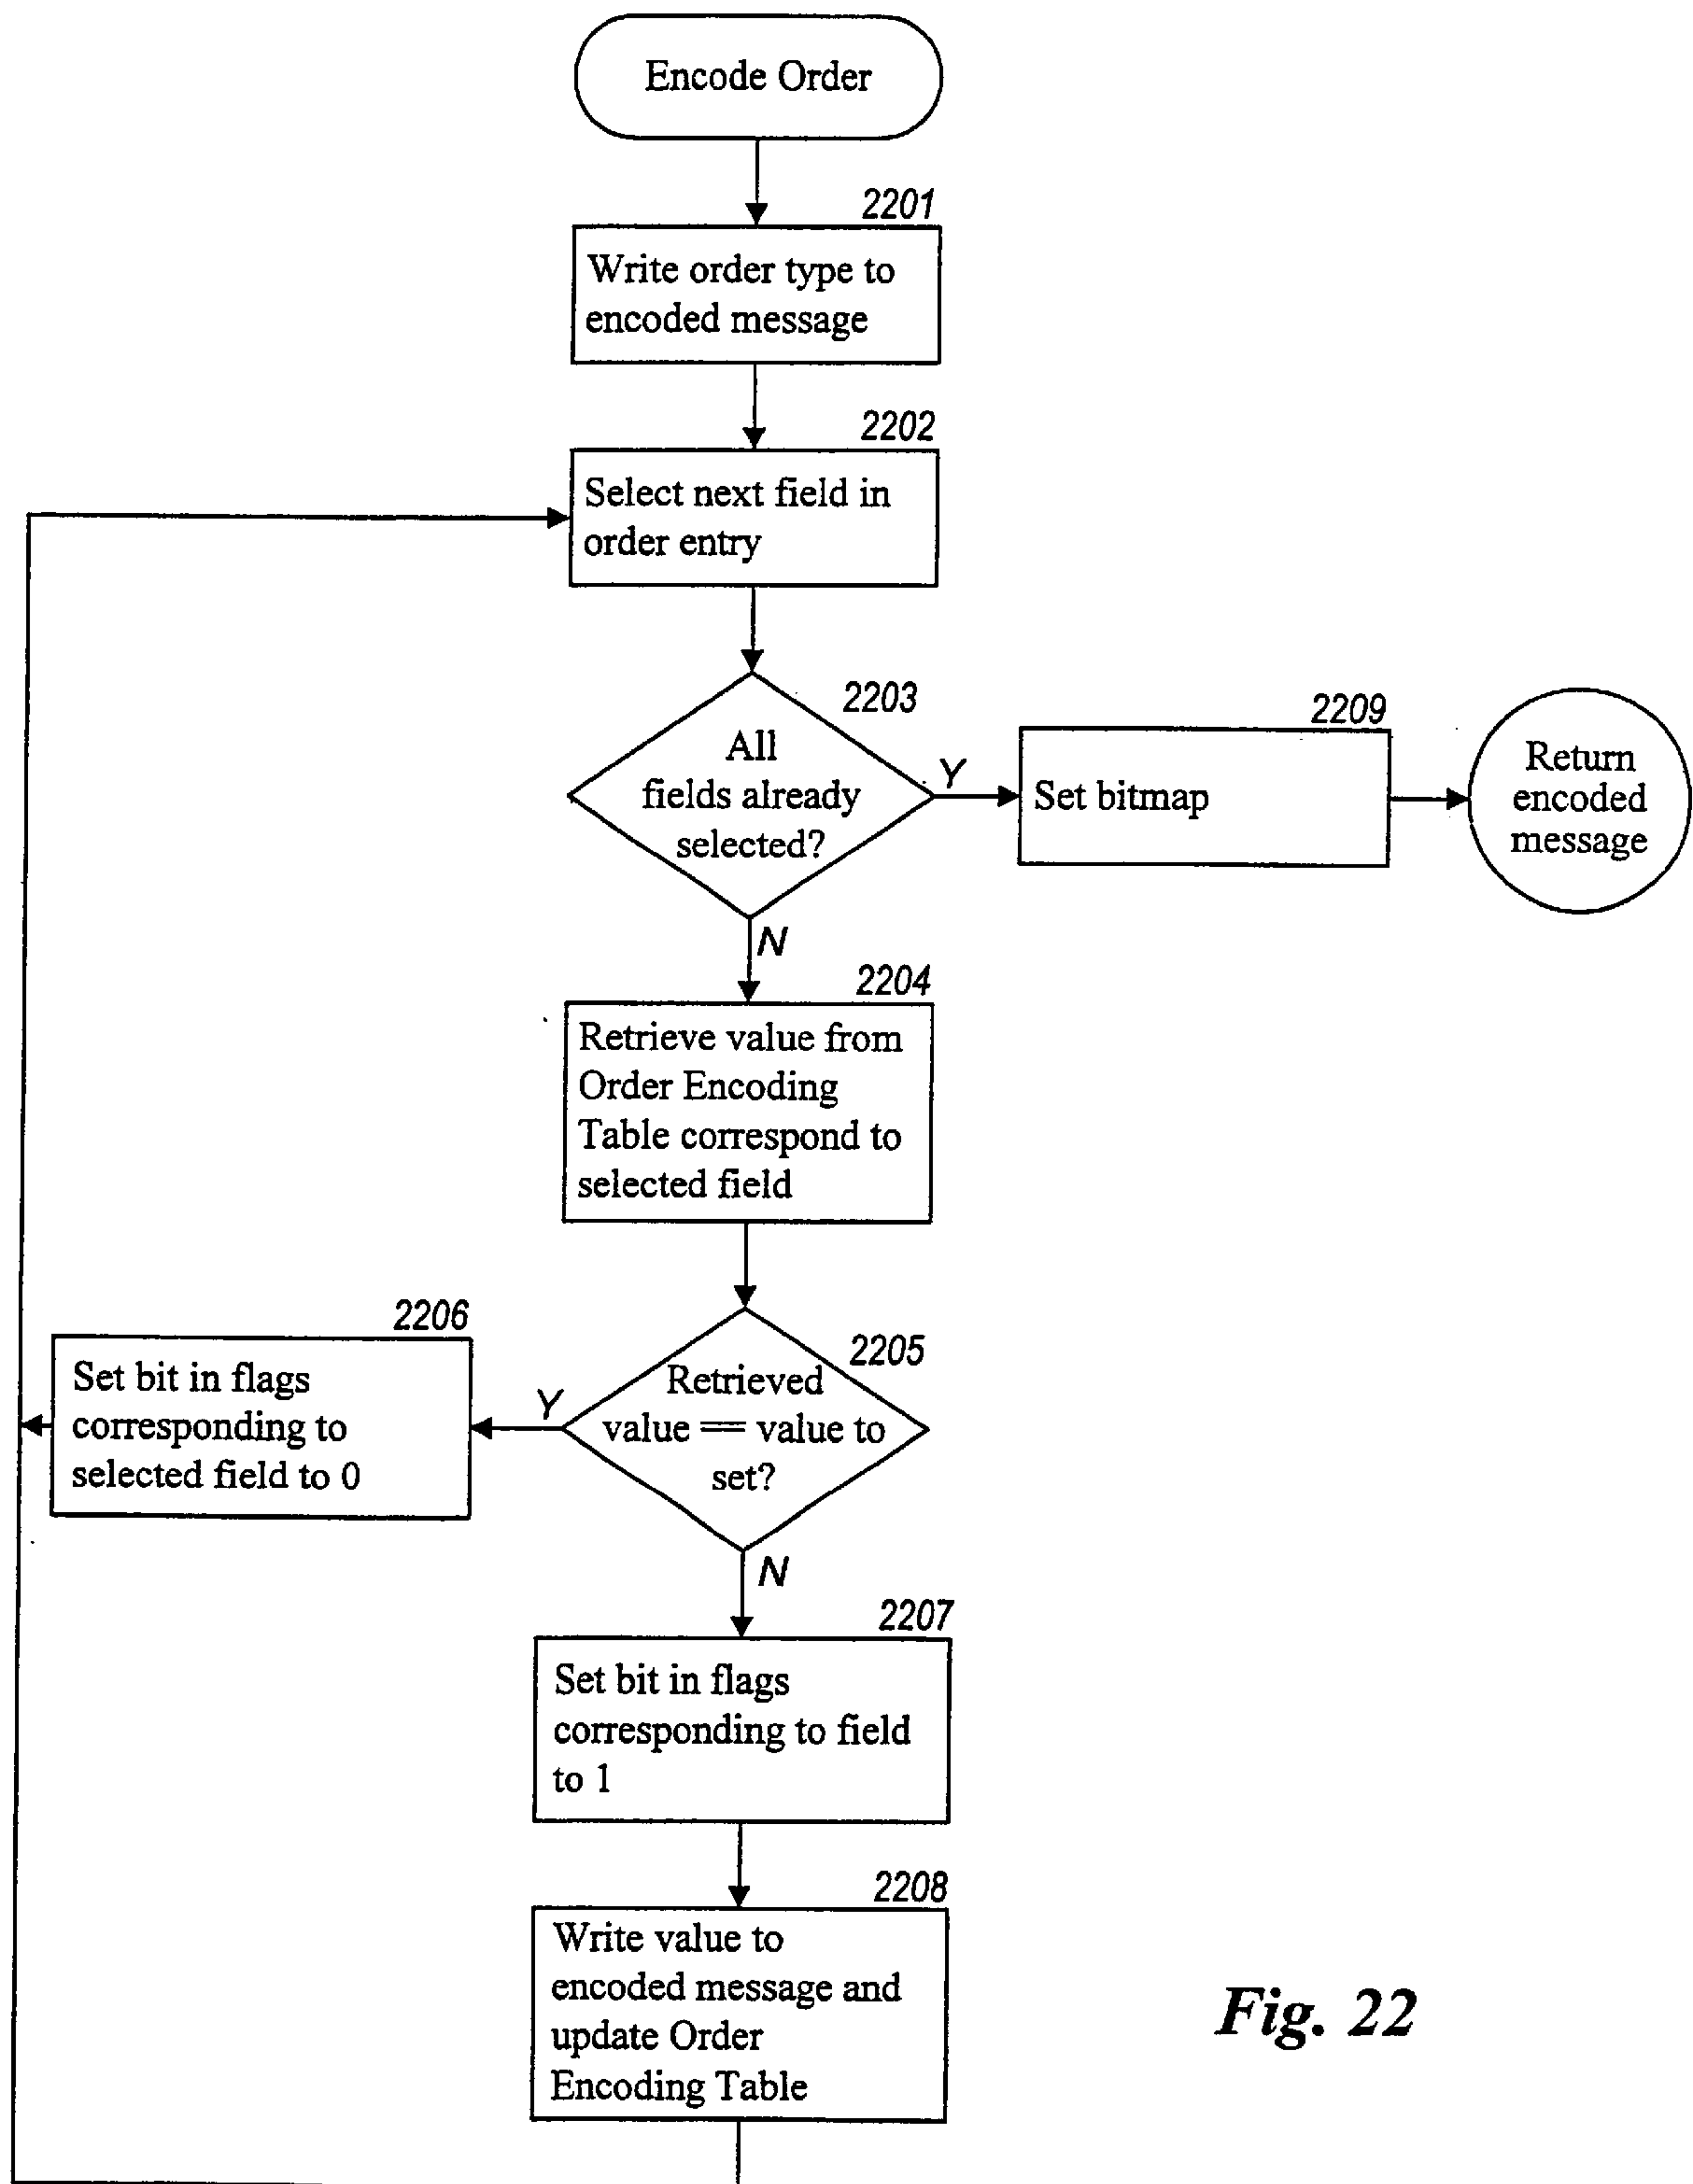 Encode Order
2201
Write order type to
encoded message
2202
Select next field in
order entry
2203
All
fields already
selected?
Y
2209
Set bitmap
Return
encoded
message
N
2204
Retrieve value from
Order Encoding
Table correspond to
selected field
2205
Retrieved
value == value to
set?
Y
2206
Set bit in flags
corresponding to
selected field to 0
N
2207
Set bit in flags
corresponding to field
to 1
2208
Write value to
encoded message and
update Order
Encoding Table
Fig. 22